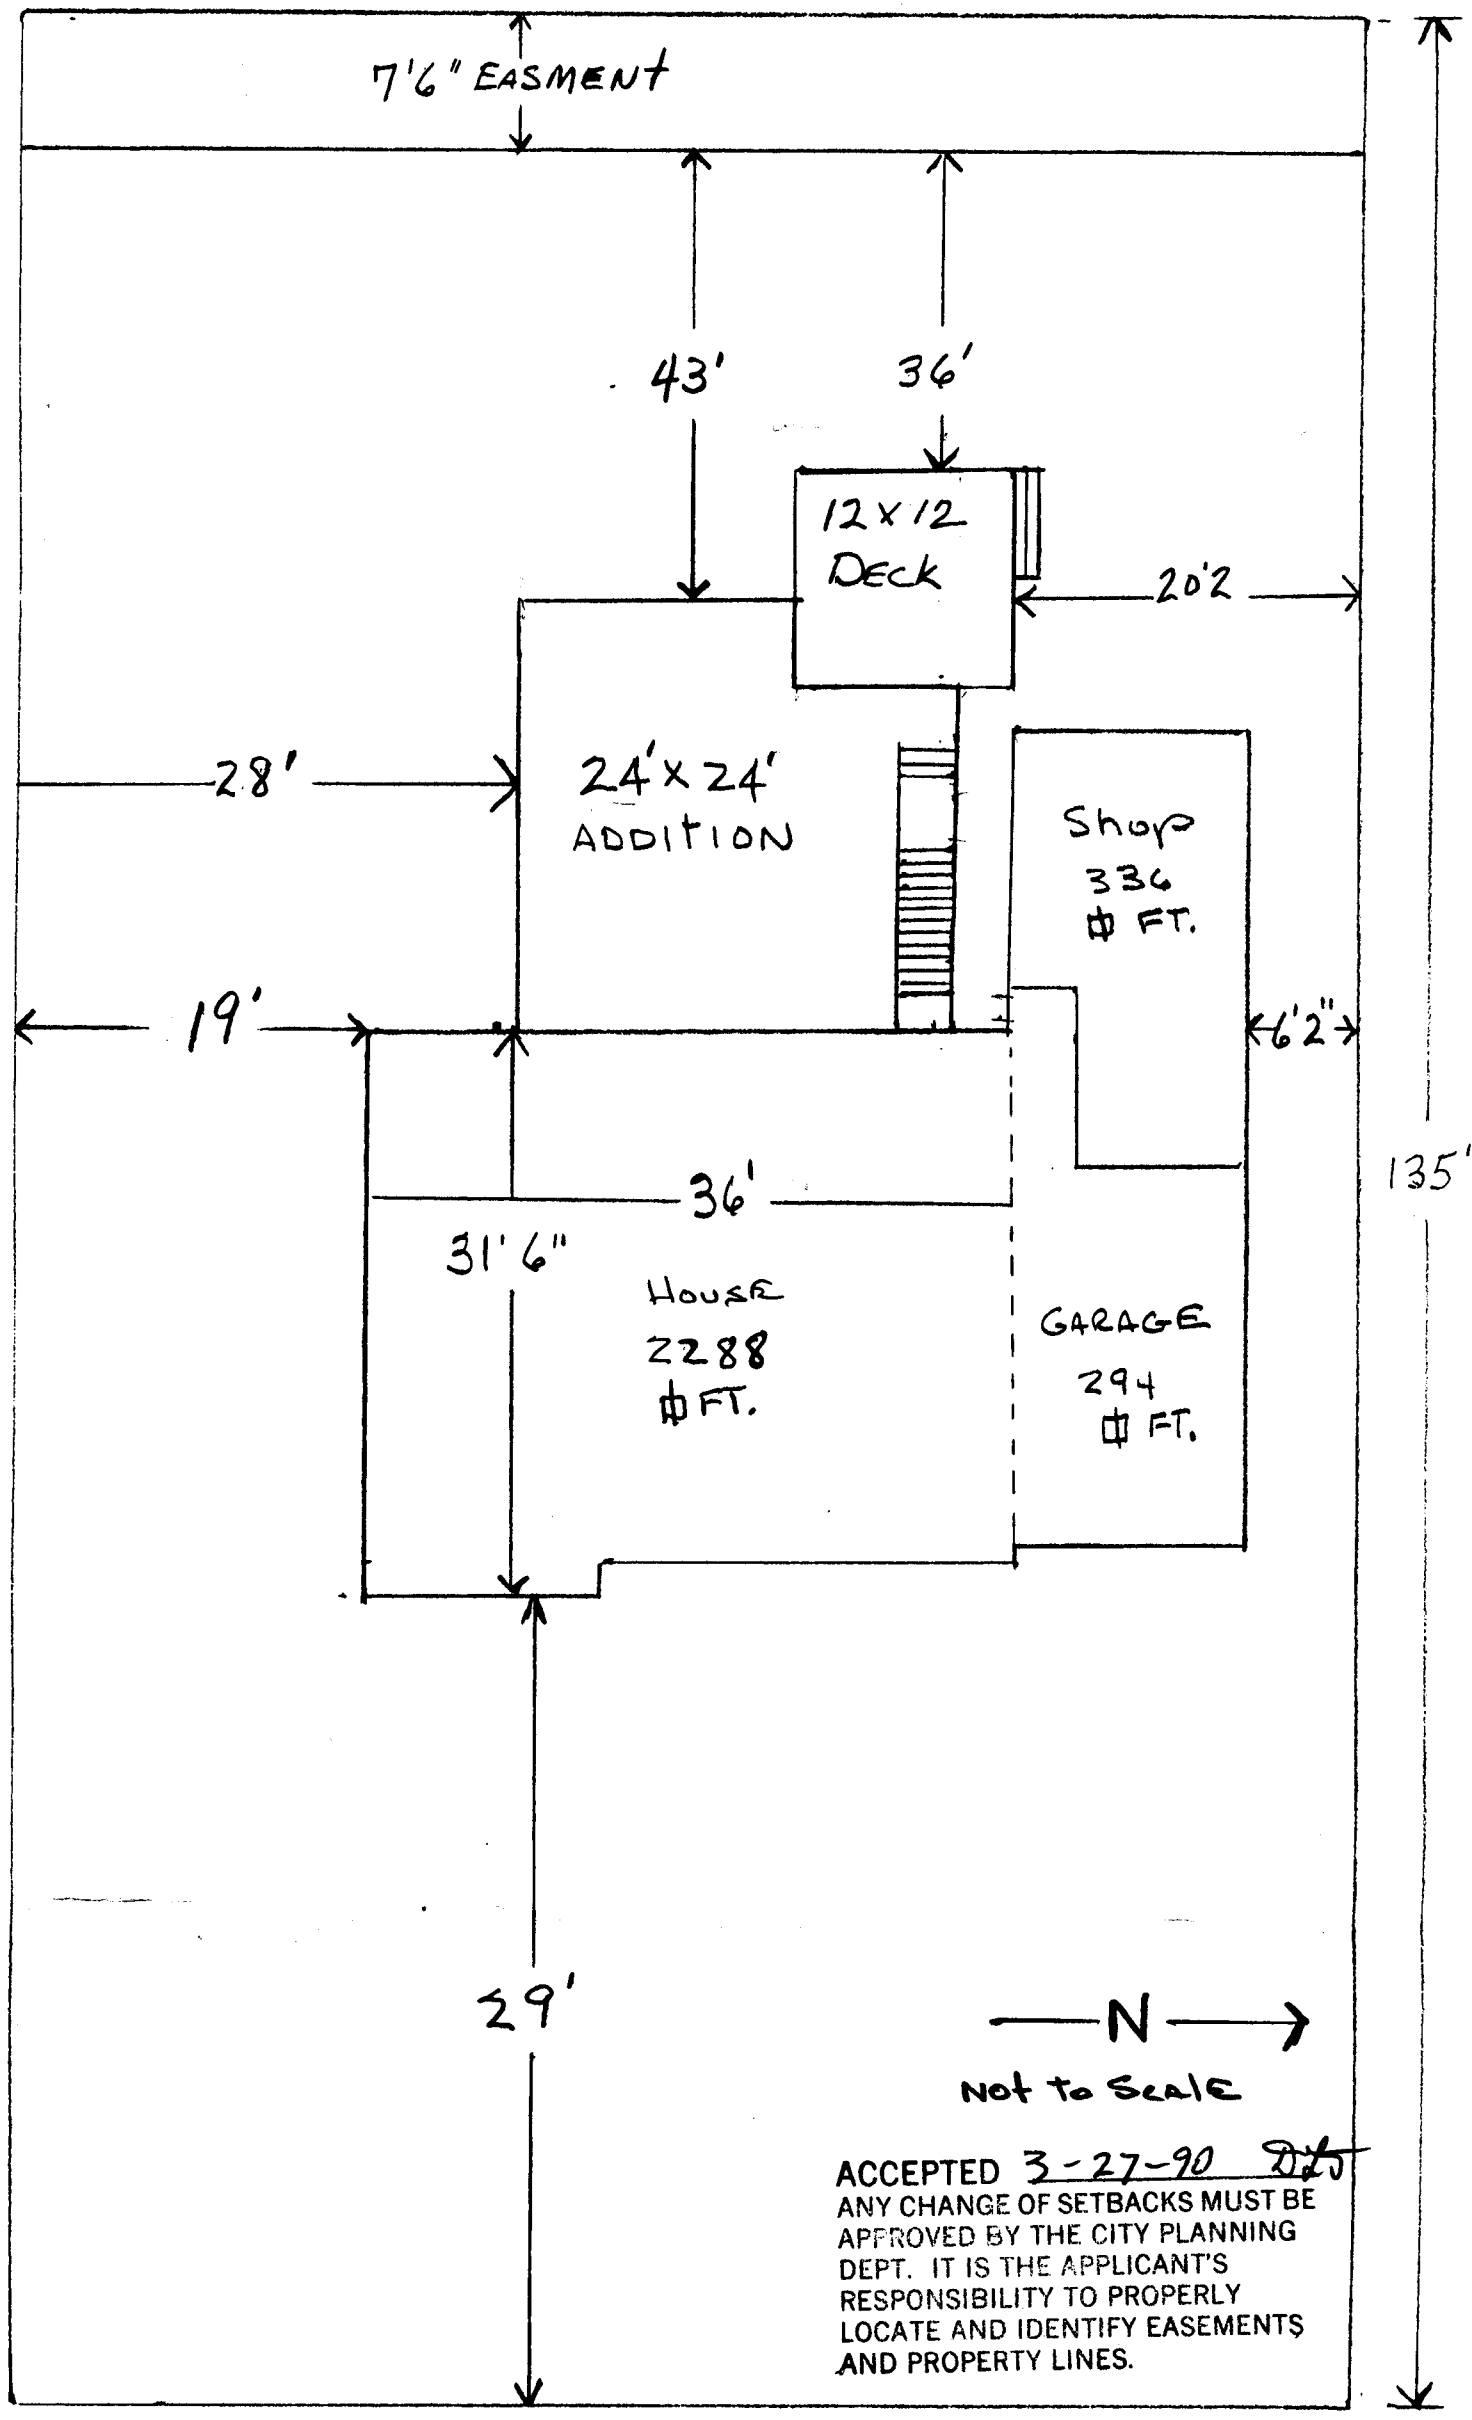 7'6" EASMENt
43'
36'
12 x 12
DECK
20'2
28'
24' x 24'
ADDItION
Shop
336
FT.
19'
6'2"
135'
36'
31' 6"
HOUSE
2288
FT.
GARAGE
294
FT.
29'
N
Not to ScAlE
ACCEPTED 3-27-90
ANY CHANGE OF SETBACKS MUST BE
APPROVED BY THE CITY PLANNING
DEPT. IT IS THE APPLICANT'S
RESPONSIBILITY TO PROPERLY
LOCATE AND IDENTIFY EASEMENTS
AND PROPERTY LINES.